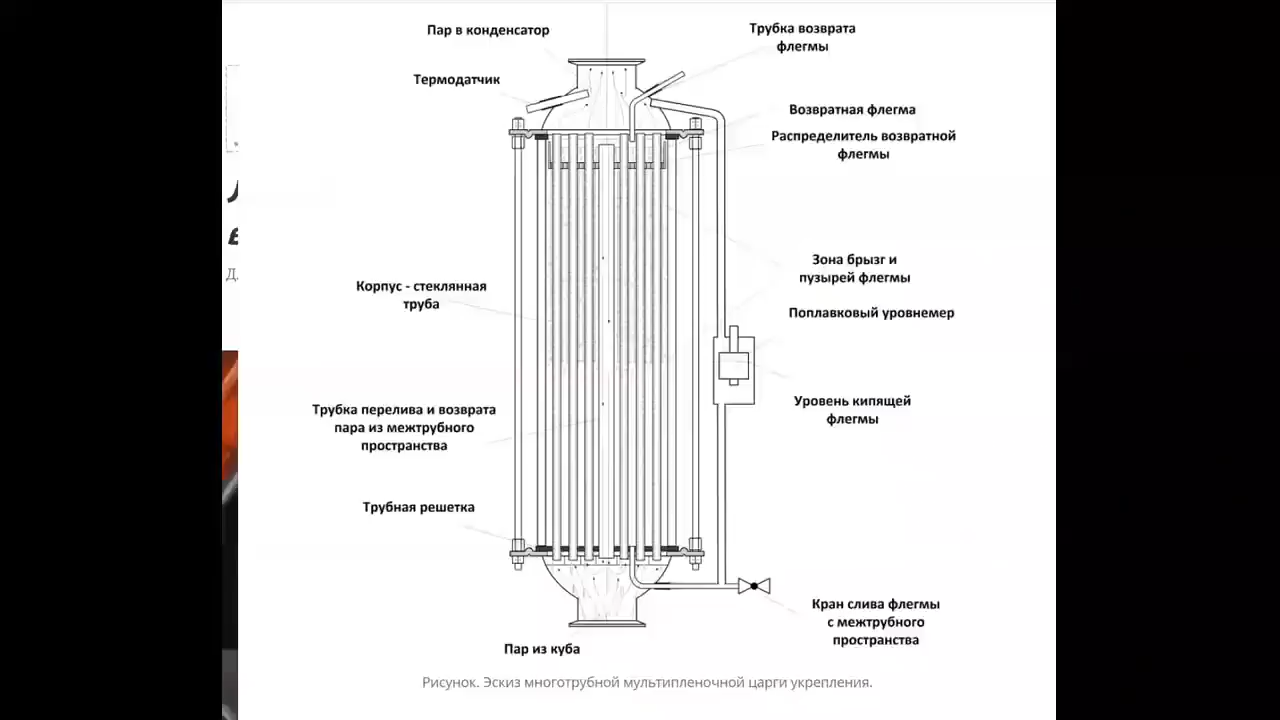 Пар в конденсатор
Трубка возврата
флегмы
Термодатчик
Возвратная флегма
Распределитель возвратной
флегмы
Зона брызг и
пузырей флегмы
Корпус - стеклянная
труба
Поплавковый уровнемер
Уровень кипящей
флегмы
Трубка перелива и возврата
пара из межтрубного
пространства
Трубная решетка
Кран слива флегмы
с межтрубного
пространства
Пар из куба
Рисунок. Эскиз многотрубной мультипленочной царги укрепления.